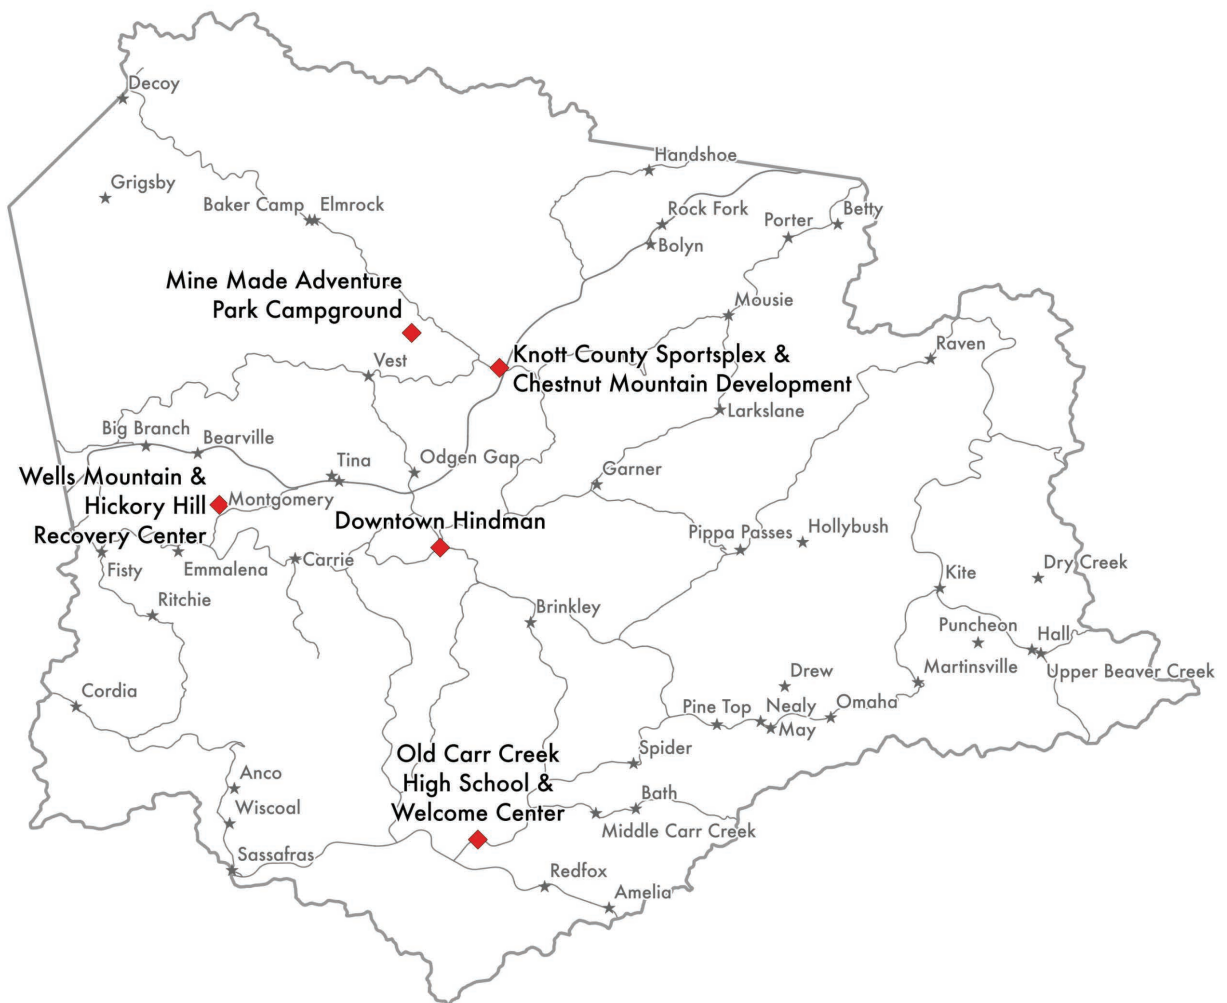 Decoy
Handshoe
Grigsby
Baker Camp
Elmrock
Rock Fork
Betty
Porter
Bolyn
Mine Made Adventure
Park Campground
Mousie
Knott County Sportsplex &
Chestnut Mountain Development
Raven
Vest
Larkslane
Big Branch
Bearville
Tina
Odgen Gap
Garner
Wells Mountain &
Hickory Hill
Recovery Center
Montgomery
Downtown Hindman
Pippa Passes
Hollybush
Fisty
Emmalena
Carrie
Dry Creek
Kite
Ritchie
Brinkley
Puncheon
Hall
Martinsville
Upper Beaver Creek
Cordia
Drew
Pine Top
Nealy
Omaha
May
Spider
Old Carr Creek
High School &
Welcome Center
Anco
Bath
Wiscoal
Middle Carr Creek
Sassafras
Redfox
Amelia